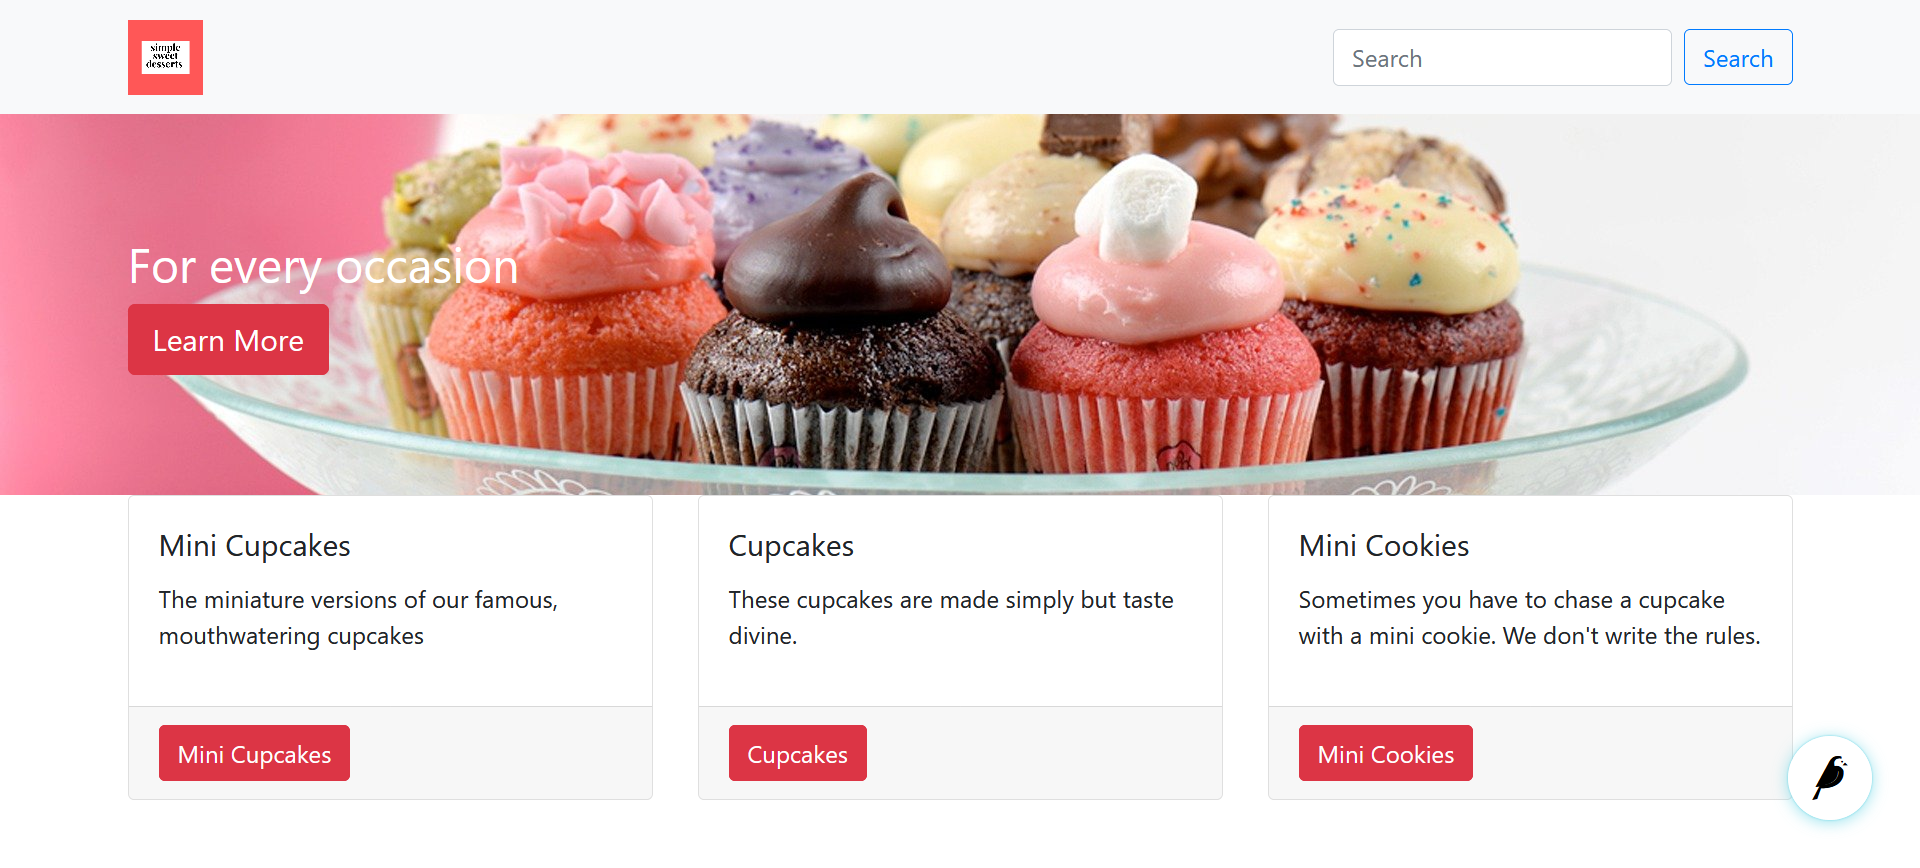 simple
sweet
desserts
Search
Search
For every occasion
Learn More
Mini Cupcakes
The miniature versions of our famous,
mouthwatering cupcakes
Mini Cupcakes
Cupcakes
These cupcakes are made simply but taste
divine.
Cupcakes
Mini Cookies
Sometimes you have to chase a cupcake
with a mini cookie. We don't write the rules.
Mini Cookies